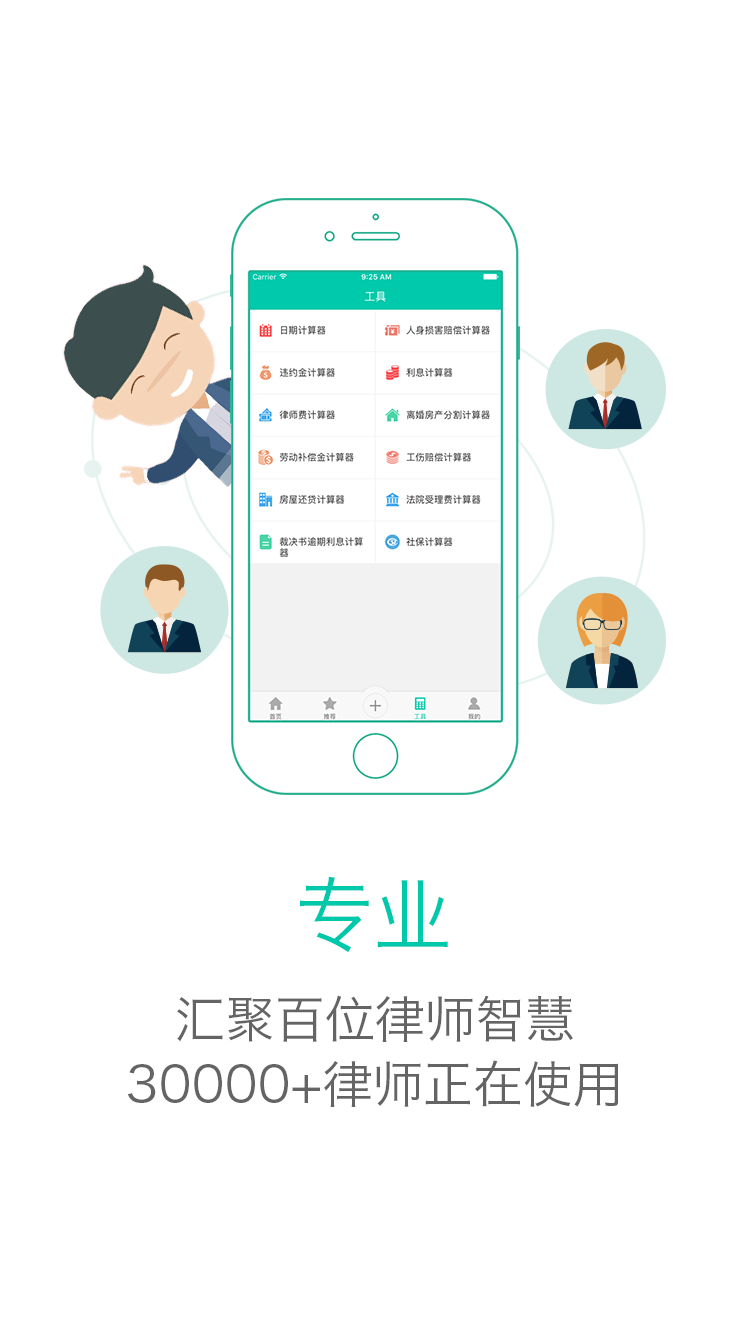 Carrier 9:25 AM
工具
日期计算器 人身损害赔偿计算器
违约金计算器 利息计算器
律师费计算器 离婚房产分割计算器
劳动补偿金计算器 工伤赔偿计算器
房屋还贷计算器 法院受理费计算器
裁决书逾期利息计算 社保计算器
器
首页 推荐 工具 我的
专业
汇聚百位律师智慧
30000+律师正在使用